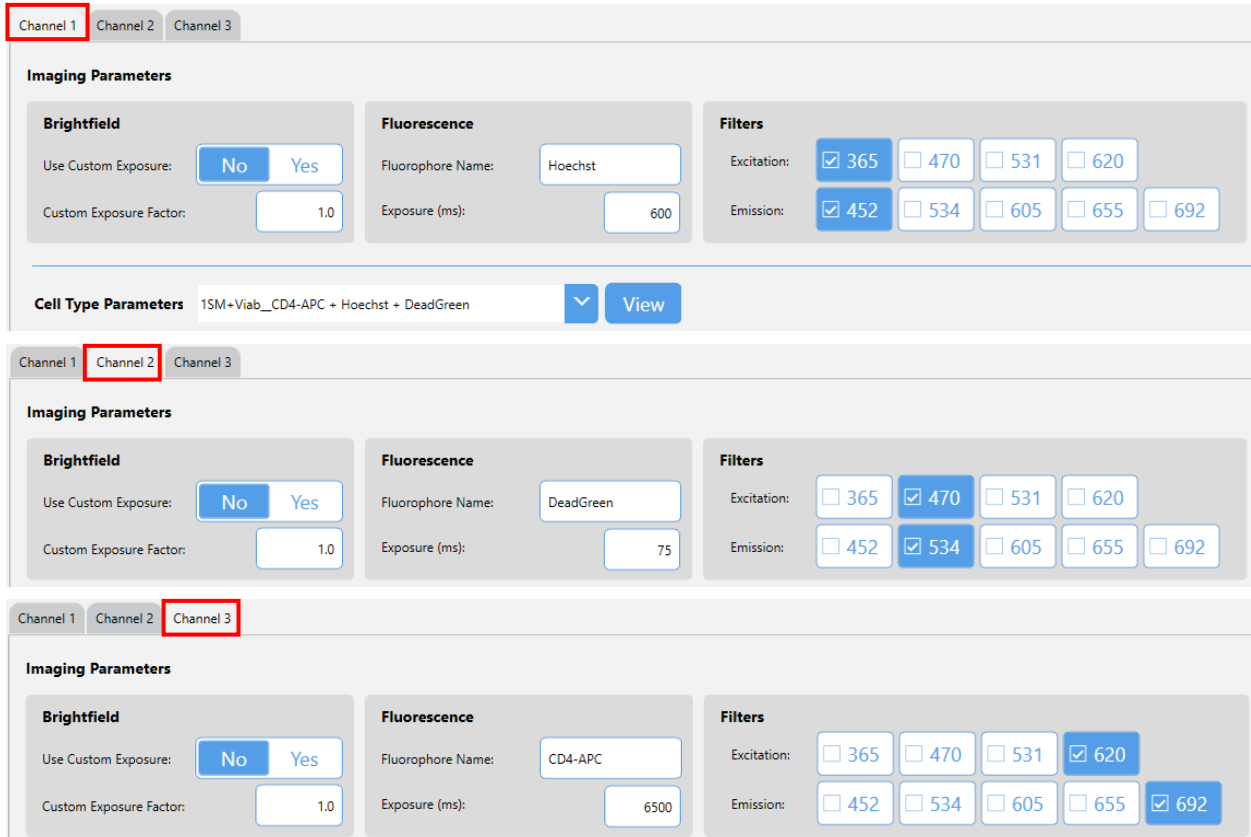 Channel 1 Channel 2 Channel 3
Imaging Parameters
Brightfield Fluorescence Filters
Use Custom Exposure: No Yes Fluorophore Name: Hoechst Excitation: 365 470 531 620
Custom Exposure Factor: 1.0 Exposure (ms): 600 Emission: 452 534 605 655 692
Cell Type Parameters 1SM+Viab__CD4-APC + Hoechst + DeadGreen View
Channel 1 Channel 2 Channel 3
Imaging Parameters
Brightfield Fluorescence Filters
Use Custom Exposure: No Yes Fluorophore Name: DeadGreen Excitation: 365 470 531 620
Custom Exposure Factor: 1.0 Exposure (ms): 75 Emission: 452 534 605 655 692
Channel 1 Channel 2 Channel 3
Imaging Parameters
Brightfield Fluorescence Filters
Use Custom Exposure: No Yes Fluorophore Name: CD4-APC Excitation: 365 470 531 620
Custom Exposure Factor: 1.0 Exposure (ms): 6500 Emission: 452 534 605 655 692